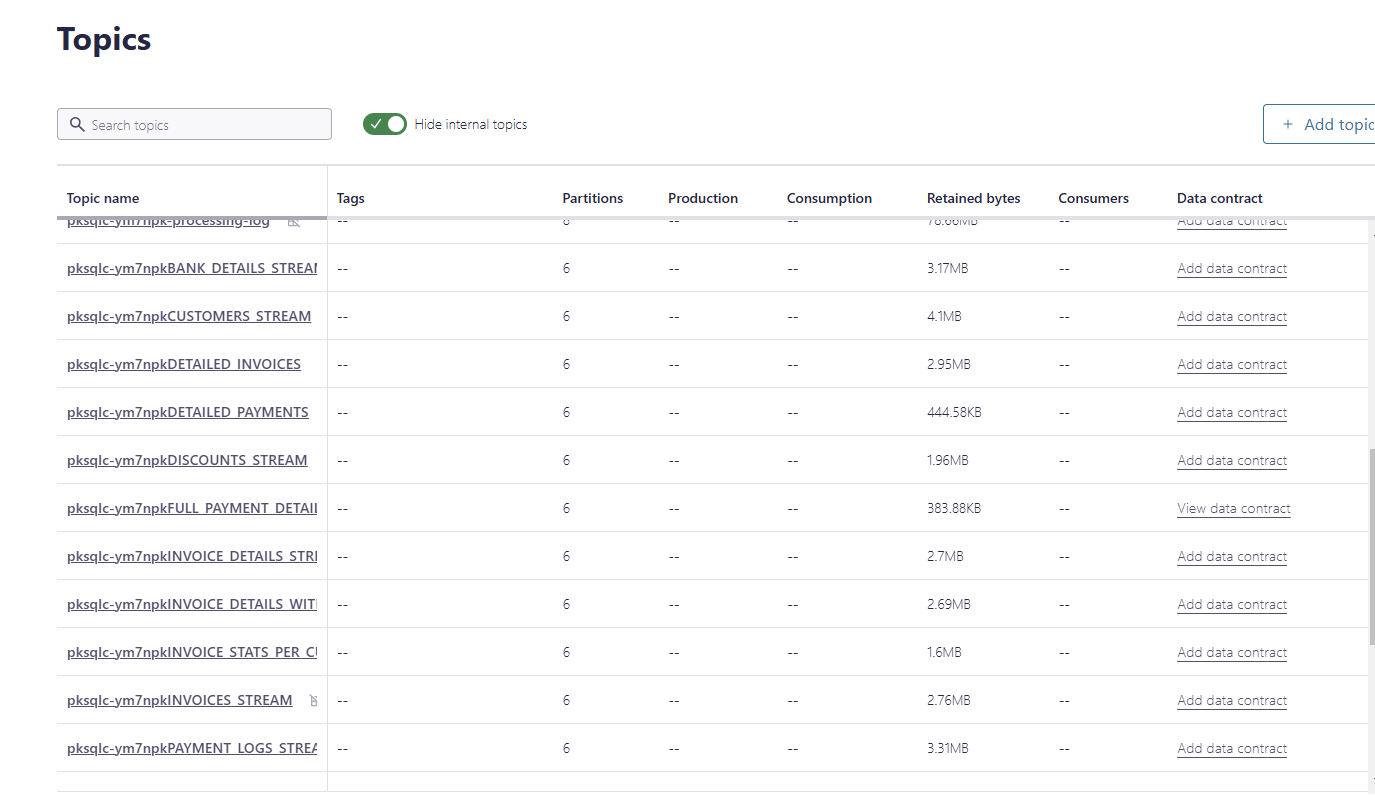 Topics
Search topics
Hide internal topics
+ Add topic
Topic name Tags Partitions Production Consumption Retained bytes Consumers Data contract
pksqlc-ym7npk-processing-log -- 8 -- -- 78.66MB -- Add data contract
pksqlc-ym7npkBANK_DETAILS_STREAM -- 6 -- -- 3.17MB -- Add data contract
pksqlc-ym7npkCUSTOMERS_STREAM -- 6 -- -- 4.1MB -- Add data contract
pksqlc-ym7npkDETAILED_INVOICES -- 6 -- -- 2.95MB -- Add data contract
pksqlc-ym7npkDETAILED_PAYMENTS -- 6 -- -- 444.58KB -- Add data contract
pksqlc-ym7npkDISCOUNTS_STREAM -- 6 -- -- 1.96MB -- Add data contract
pksqlc-ym7npkFULL_PAYMENT_DETAIL -- 6 -- -- 383.88KB -- View data contract
pksqlc-ym7npkINVOICE_DETAILS_STRE -- 6 -- -- 2.7MB -- Add data contract
pksqlc-ym7npkINVOICE_DETAILS_WIT -- 6 -- -- 2.69MB -- Add data contract
pksqlc-ym7npkINVOICE_STATS_PER_CU -- 6 -- -- 1.6MB -- Add data contract
pksqlc-ym7npkINVOICES_STREAM -- 6 -- -- 2.76MB -- Add data contract
pksqlc-ym7npkPAYMENT_LOGS_STREA -- 6 -- -- 3.31MB -- Add data contract